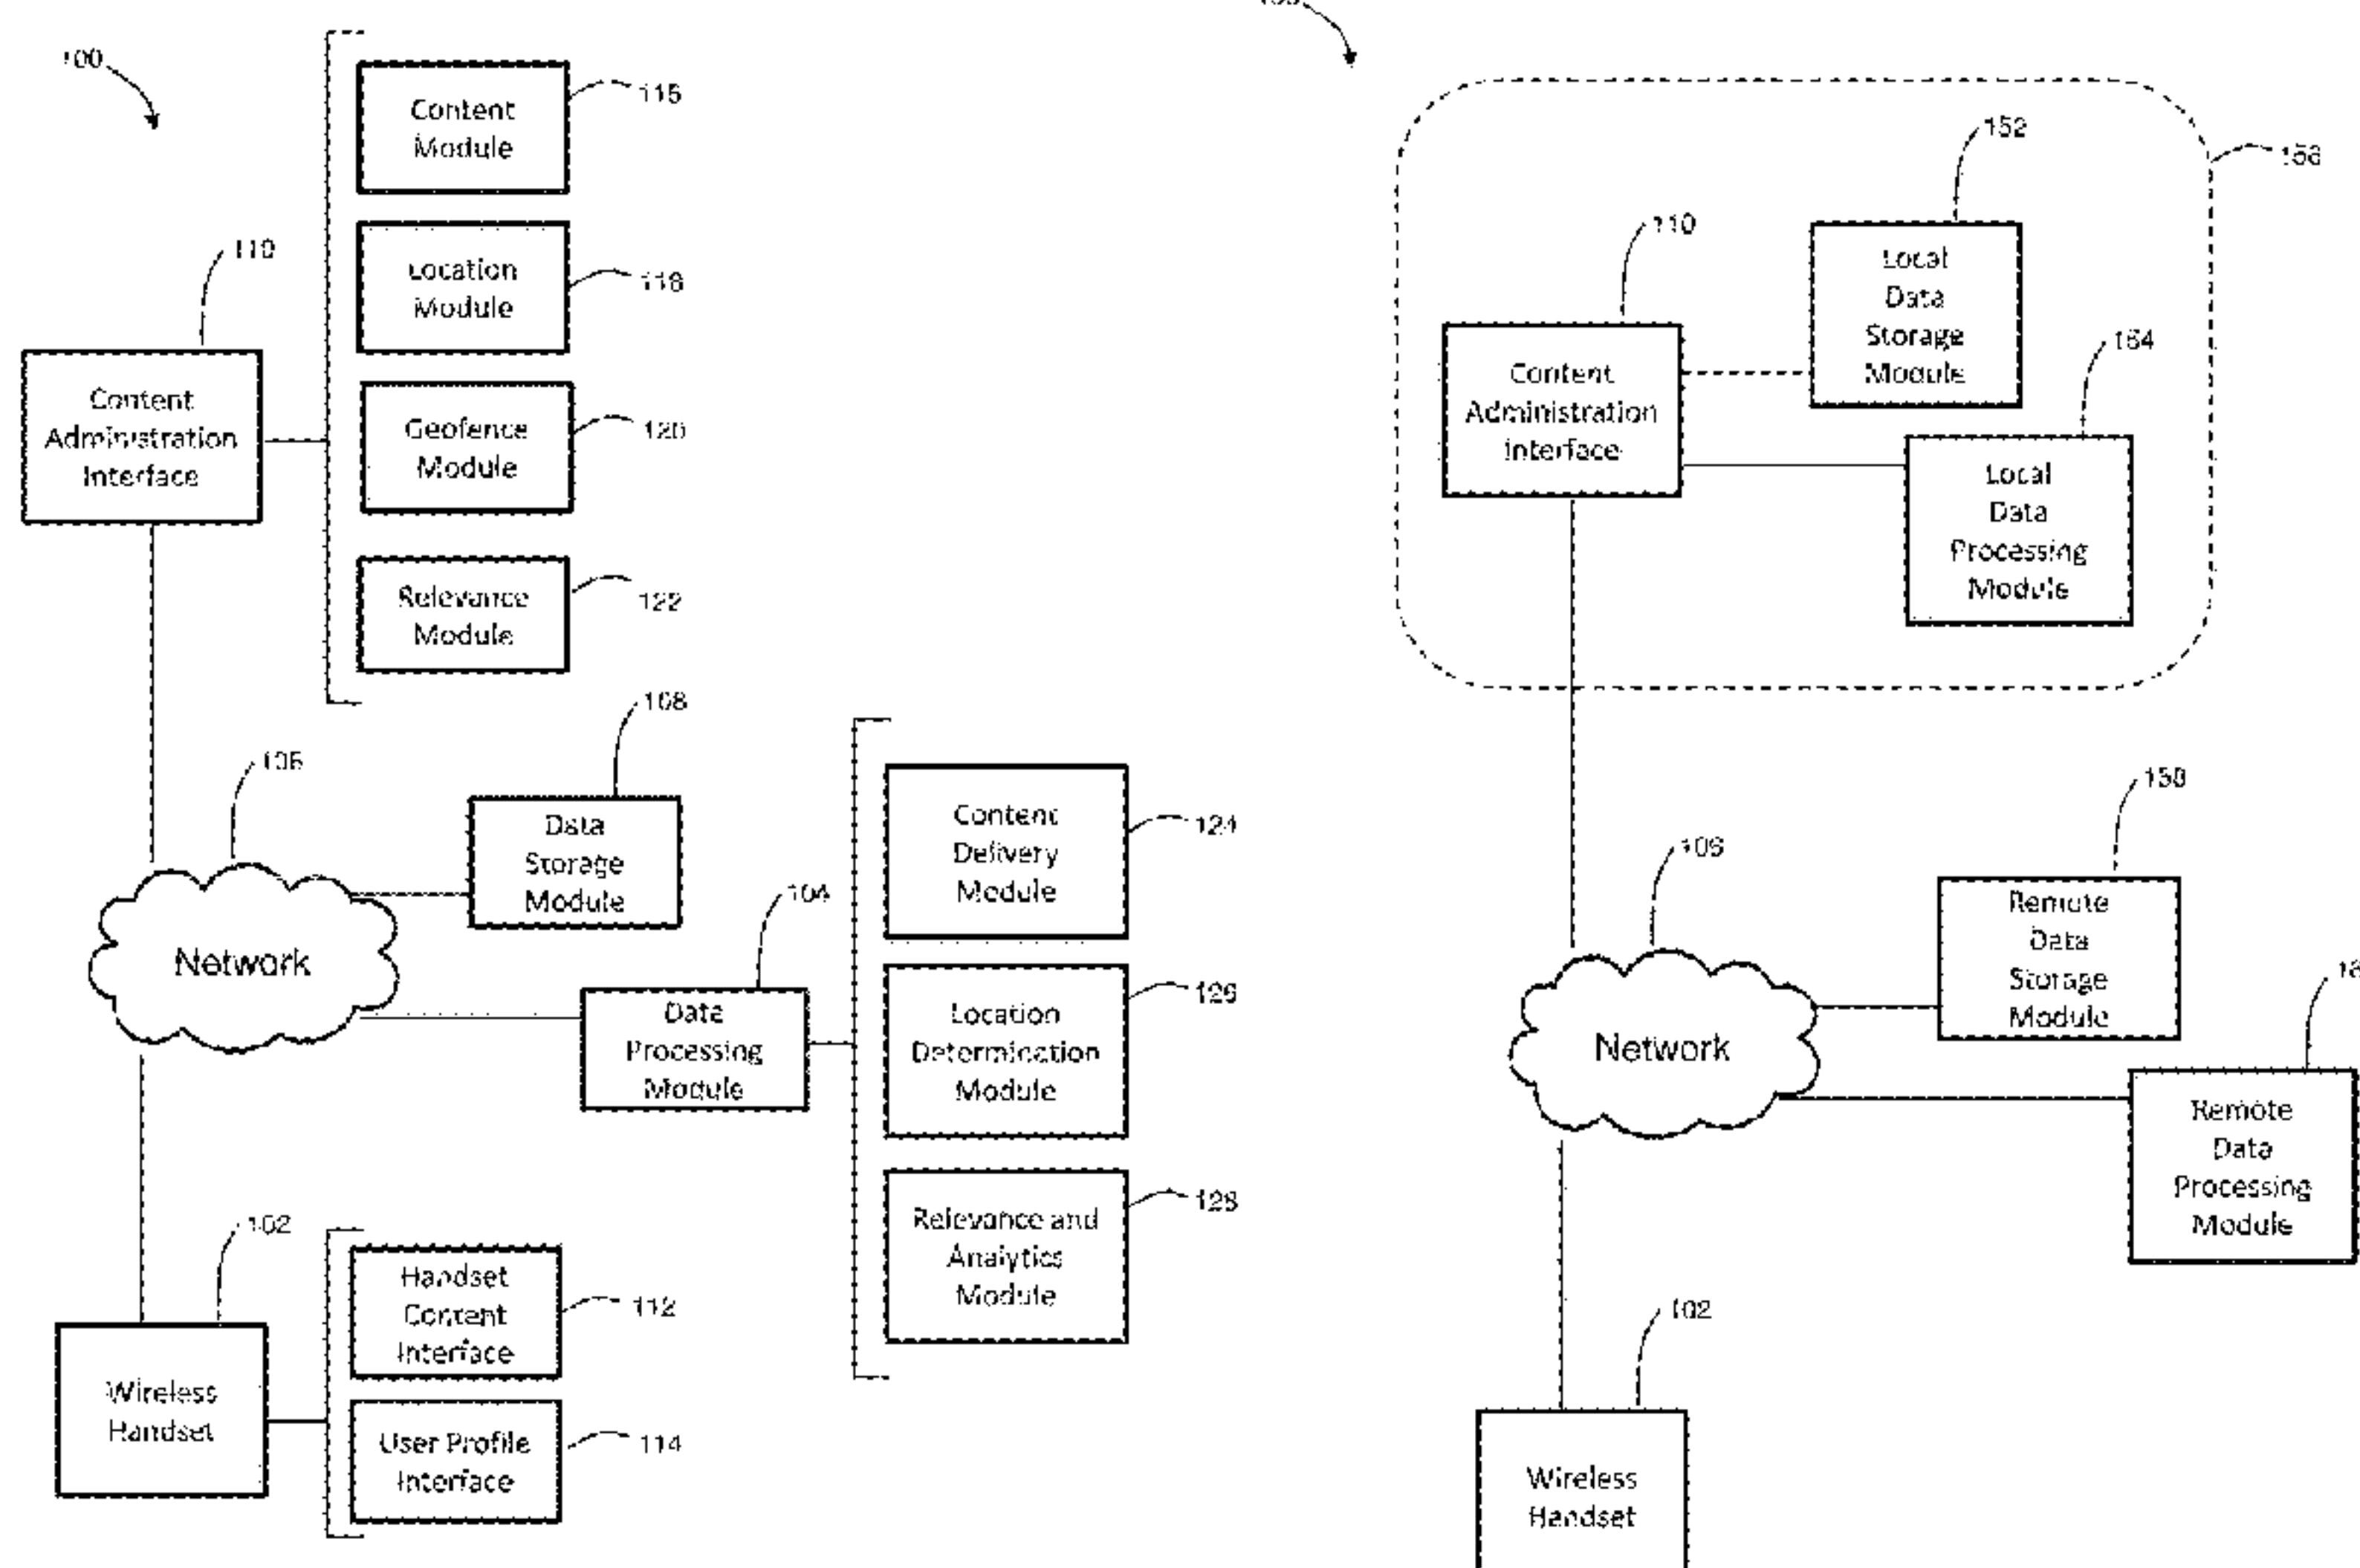 100
Content
Module
116
Location
Module
118
110
Content
Administration
Interface
Geofence
Module
120
Relevance
Module
122
106
108
Data
Storage
Module
Network
104
Data
Processing
Module
Content
Delivery
Module
124
Location
Determination
Module
126
Relevance and
Analytics
Module
128
102
Wireless
Handset
Handset
Content
Interface
112
User Profile
Interface
114
152
156
110
Local
Data
Storage
Module
154
Content
Administration
Interface
Local
Data
Processing
Module
158
106
Remote
Data
Storage
Module
Network
Remote
Data
Processing
Module
102
Wireless
Handset